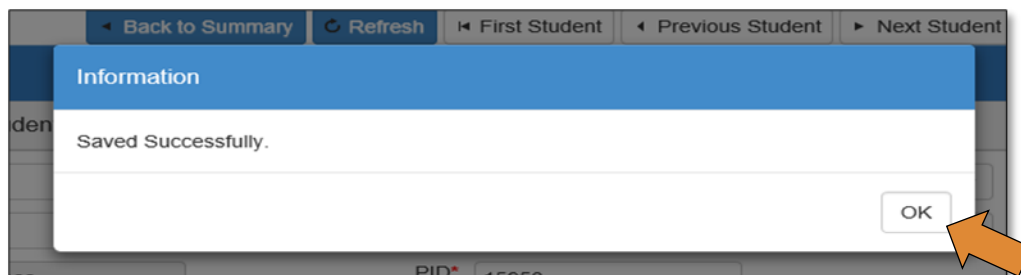 ◄ Back to Summary Refresh First Student Previous Student Next Student
Information
Saved Successfully.
OK
PID*